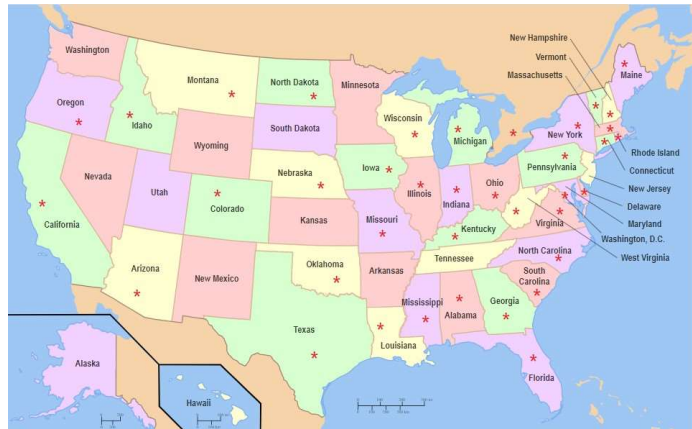 New Hampshire
Vermont
Massachusetts
Washington
Montana
North Dakota
Minnesota
Maine
Oregon
Idaho
Wisconsin
South Dakota
Michigan
New York
Wyoming
Rhode Island
Connecticut
Nebraska
Iowa
Pennsylvania
Nevada
Utah
Colorado
Illinois
Indiana
Ohio
New Jersey
Delaware
California
Kansas
Missouri
Kentucky
Virginia
Maryland
Washington, D.C.
West Virginia
Arizona
New Mexico
Oklahoma
Arkansas
Tennessee
North Carolina
South
Carolina
Mississippi
Alabama
Georgia
Texas
Louisiana
Alaska
Hawaii
Florida